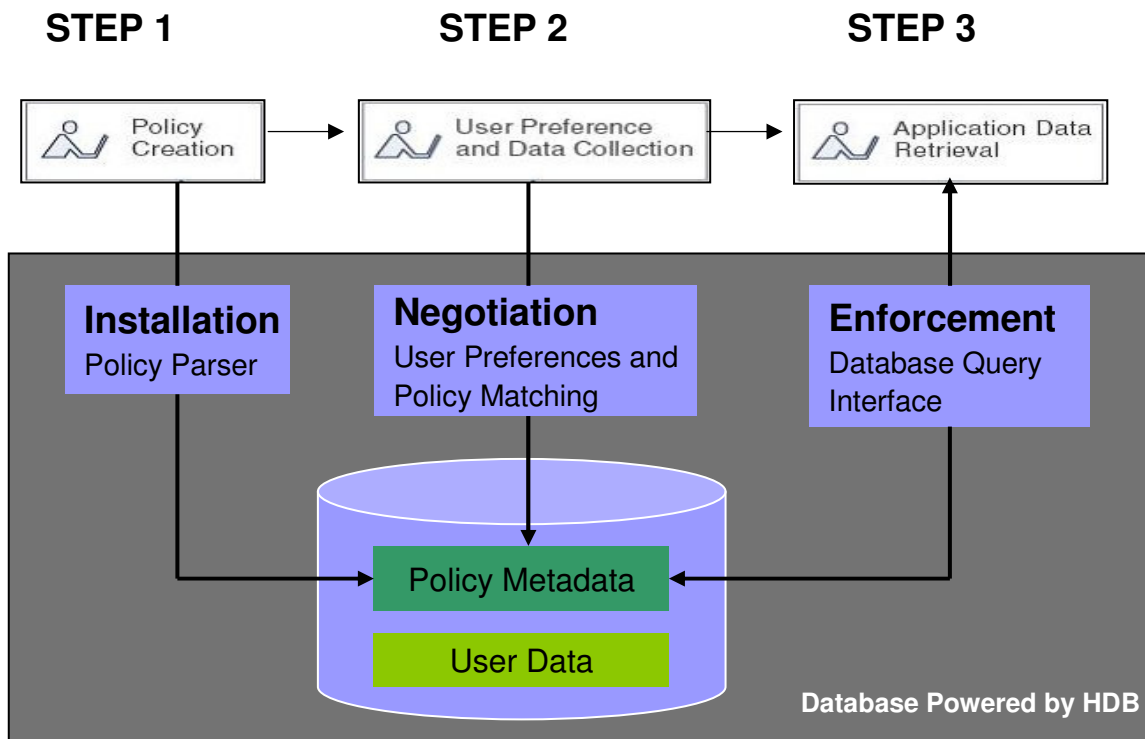 STEP 1
STEP 2
STEP 3
Policy
Creation
User Preference
and Data Collection
Application Data
Retrieval
Installation
Policy Parser
Negotiation
User Preferences and
Policy Matching
Enforcement
Database Query
Interface
Policy Metadata
User Data
Database Powered by HDB